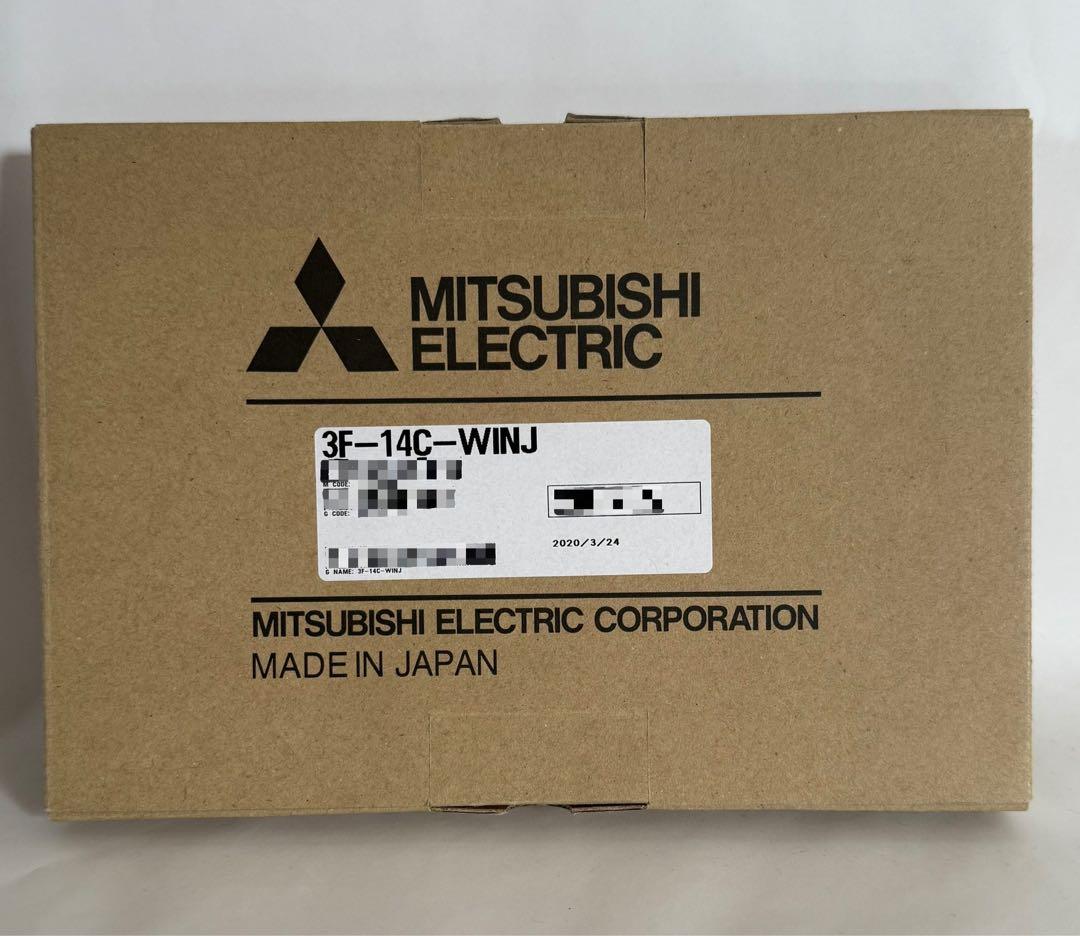 MITSUBISHI
ELECTRIC
3F-14C-WINJ
M CODE:
G CODE:
2020/3/24
G NAME: 3F-14C-WINJ
MITSUBISHI ELECTRIC CORPORATION
MADE IN JAPAN